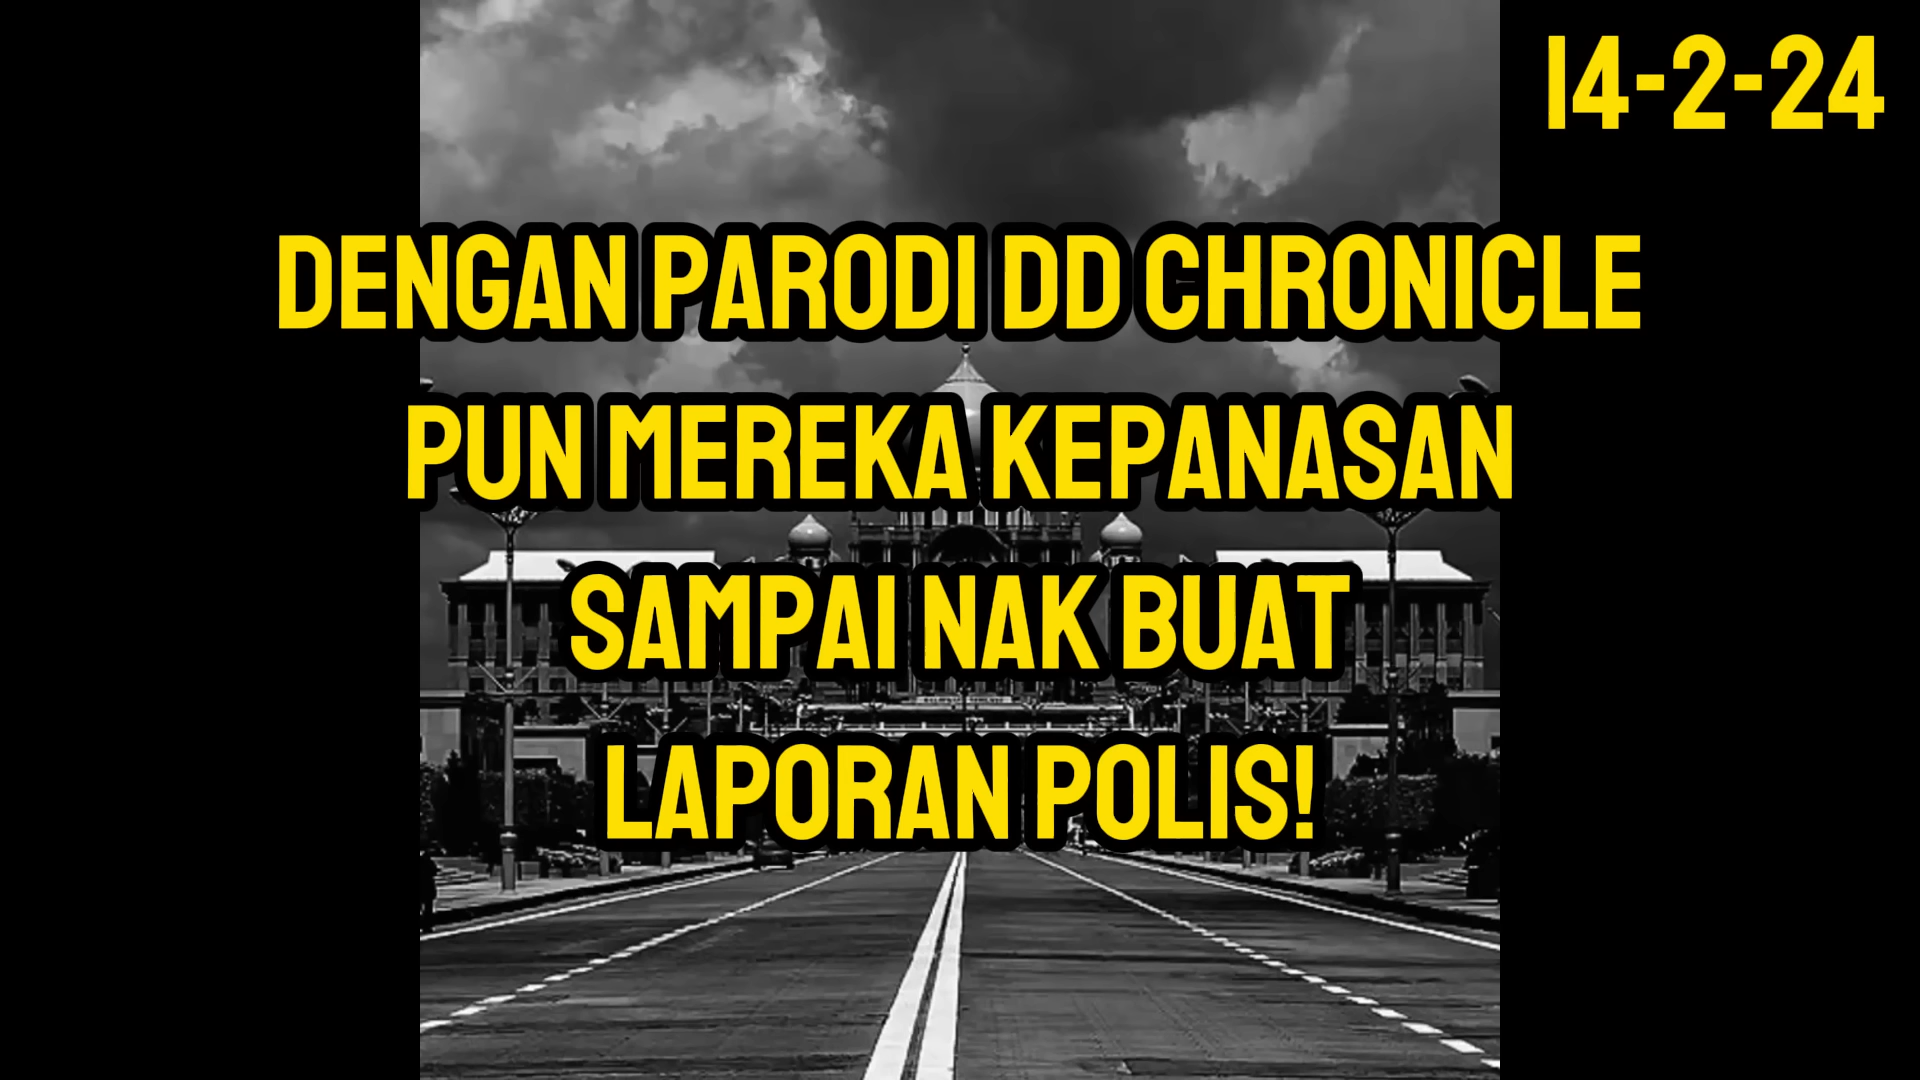 14-2-24
DENGAN PARODI DD CHRONICLE
PUN MEREKA KEPANASAN
SAMPAI NAK BUAT
LAPORAN POLIS!